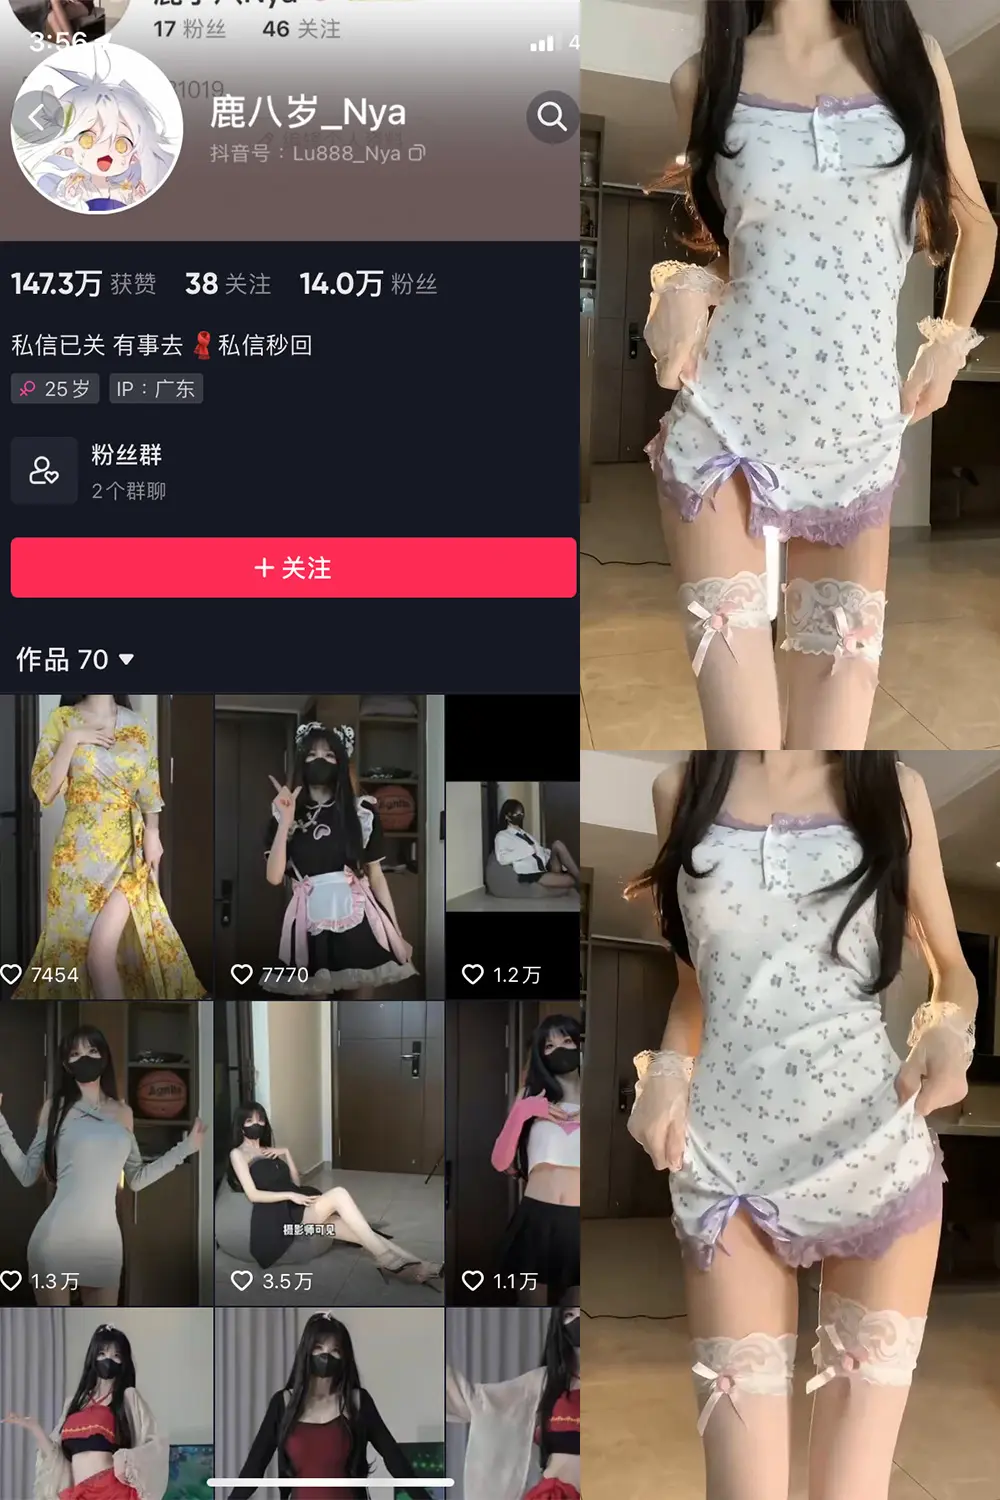 17 粉丝 46 关注
3:56
4
31019
鹿八岁_Nya
抖音号：Lu888_Nya
147.3万 获赞 38 关注 14.0万 粉丝
私信已关 有事去 私信秒回
25岁 IP：广东
粉丝群
2个群聊
+ 关注
作品 70
7454
7770
1.2万
摄影师可见
1.3万
3.5万
1.1万